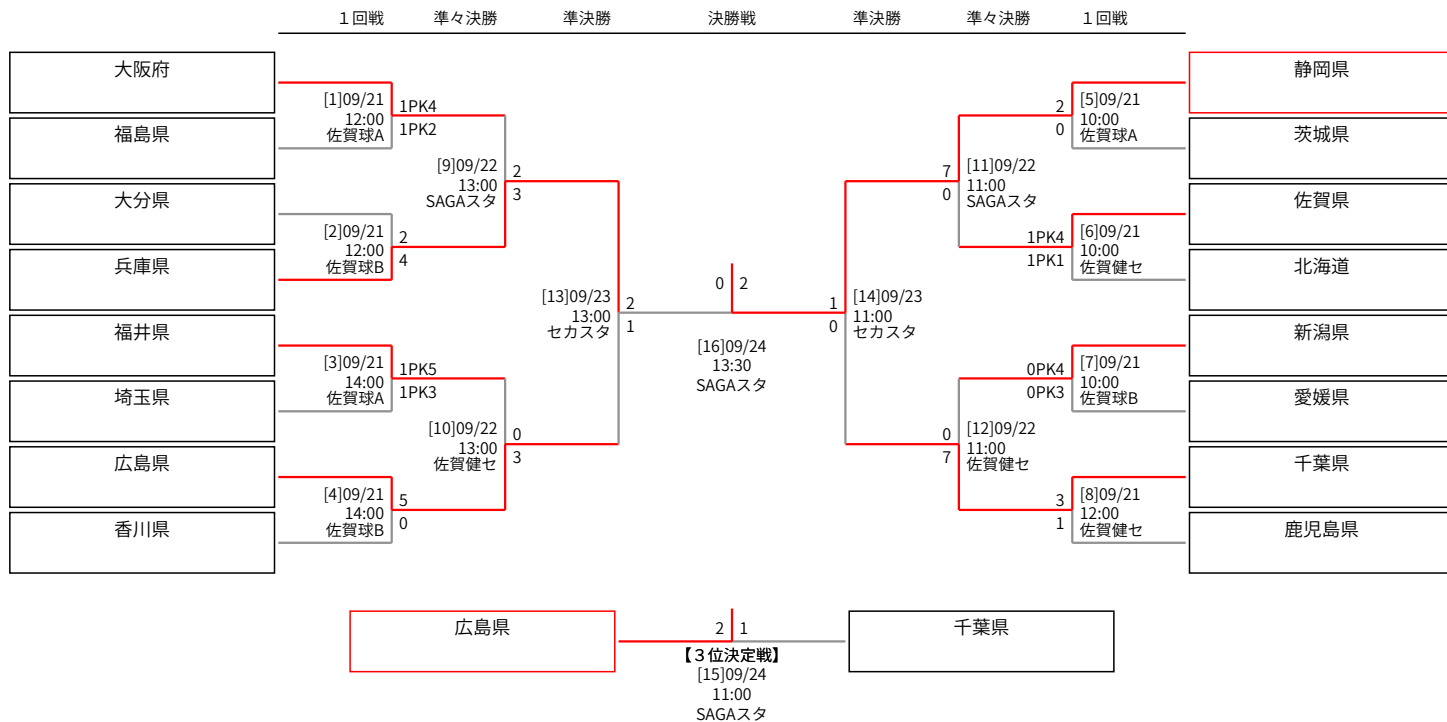 １回戦 準々決勝 準決勝 決勝戦 準決勝 準々決勝 １回戦
大阪府
[1]09/21
12:00
佐賀球A
1PK4
1PK2
福島県
[9]09/22
13:00
SAGAスタ
2
3
大分県
[2]09/21
12:00
佐賀球B
2
4
兵庫県
[13]09/23
13:00
セカスタ
2
1
福井県
[3]09/21
14:00
佐賀球A
1PK5
1PK3
埼玉県
[10]09/22
13:00
佐賀健セ
0
3
広島県
[4]09/21
14:00
佐賀球B
5
0
香川県
0 2
[16]09/24
13:30
SAGAスタ
静岡県
2
0
[5]09/21
10:00
佐賀球A
茨城県
7
0
[11]09/22
11:00
SAGAスタ
佐賀県
1PK4
1PK1
[6]09/21
10:00
佐賀健セ
北海道
1
0
[14]09/23
11:00
セカスタ
新潟県
0PK4
0PK3
[7]09/21
10:00
佐賀球B
愛媛県
0
7
[12]09/22
11:00
佐賀健セ
千葉県
3
1
[8]09/21
12:00
佐賀健セ
鹿児島県
広島県
2 1
千葉県
【３位決定戦】
[15]09/24
11:00
SAGAスタ